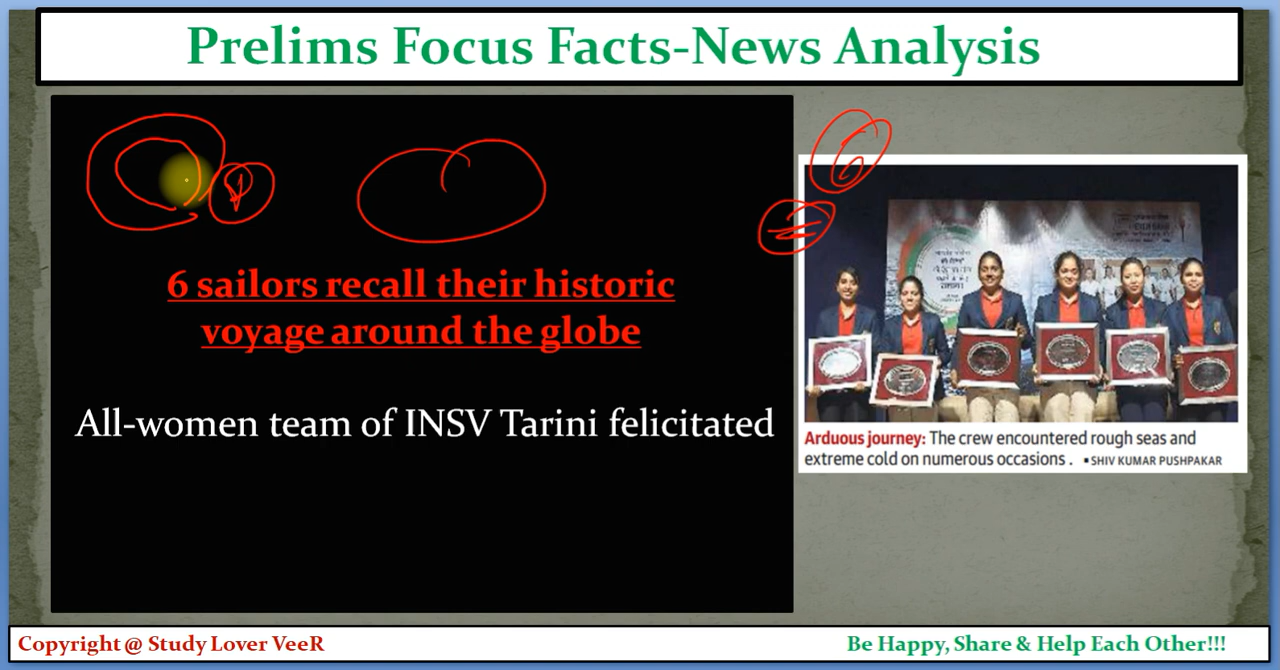 Prelims Focus Facts-News Analysis
6 sailors recall their historic
voyage around the globe
All-women team of INSV Tarini felicitated
Arduous journey: The crew encountered rough seas and
extreme cold on numerous occasions . ▪SHIV KUMAR PUSHPAKAR
Copyright @ Study Lover VeeR
Be Happy, Share & Help Each Other!!!